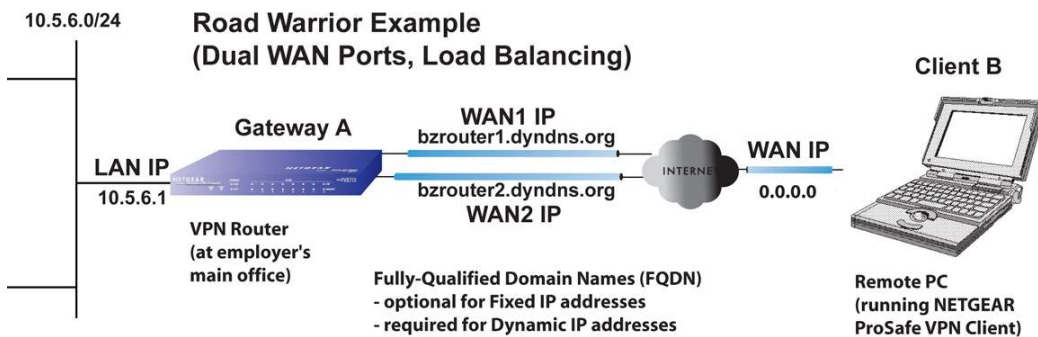 10.5.6.0/24
Road Warrior Example
(Dual WAN Ports, Load Balancing)
Client B
Gateway A
WAN1 IP
bzrouter1.dyndns.org
LAN IP
10.5.6.1
NETGEAR
NETGEAR
INTERNET
WAN IP
0.0.0.0
bzrouter2.dyndns.org
WAN2 IP
VPN Router
(at employer's
main office)
Fully-Qualified Domain Names (FQDN)
- optional for Fixed IP addresses
- required for Dynamic IP addresses
Remote PC
(running NETGEAR
ProSafe VPN Client)